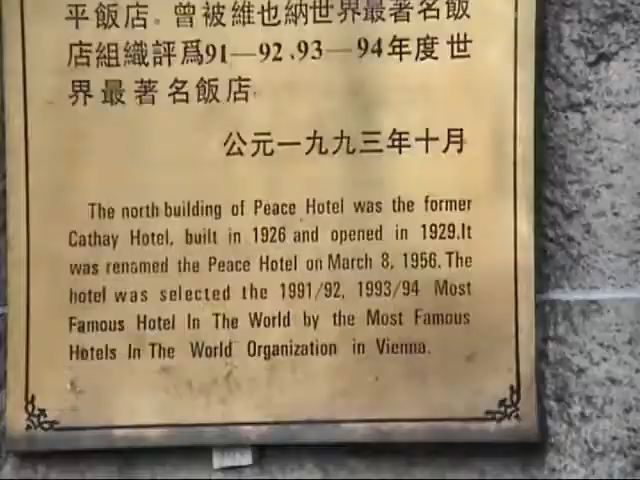 平飯店。曾被維也納世界最著名飯
店組織評爲91—92.93—94年度世
界最著名飯店.
公元一九九三年十月
The north building of Peace Hotel was the former
Cathay Hotel, built in 1926 and opened in 1929.It
was renamed the Peace Hotel on March 8, 1956. The
hotel was selected the 1991/92, 1993/94 Most
Famous Hotel In The World by the Most Famous
Hotels In The World Organization in Vienna.